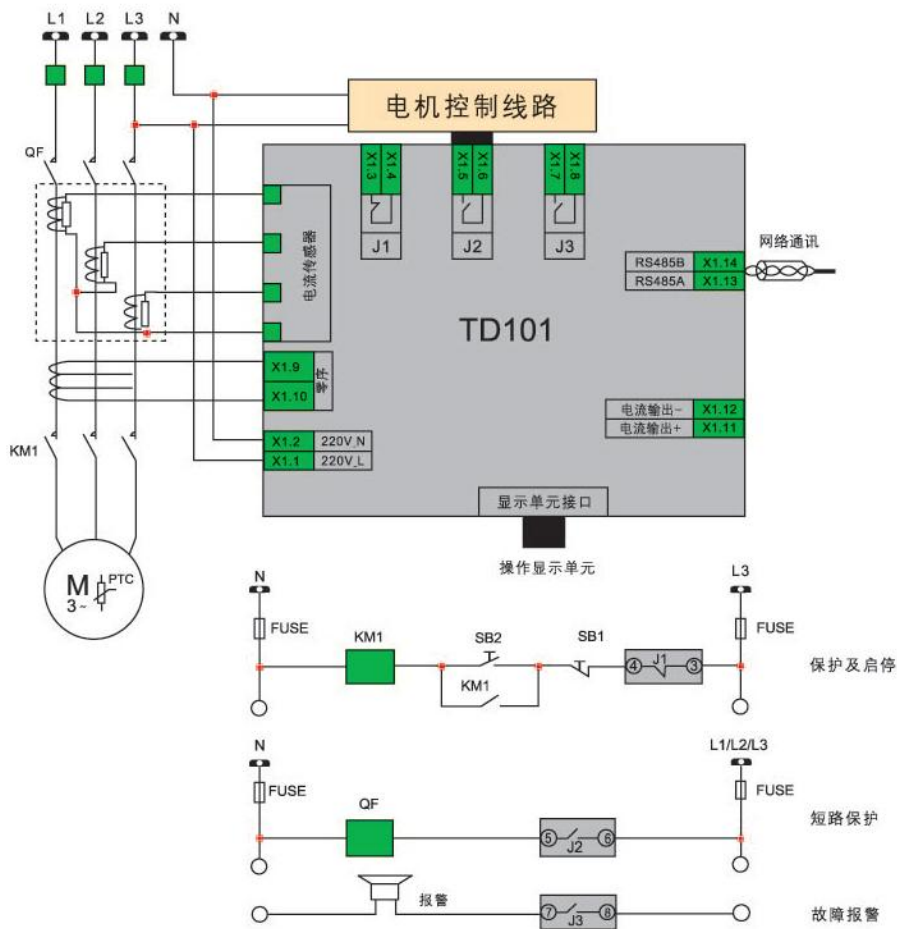 L1 L2 L3 N
电机控制线路
QF
X1.3 X1.4 X1.5 X1.6 X1.7 X1.8
J1 J2 J3
电流传感器
网络通讯
RS485B X1.14
RS485A X1.13
TD101
X1.9
X1.10
零序
电流输出- X1.12
电流输出+ X1.11
X1.2 220V_N
X1.1 220V_L
KM1
显示单元接口
操作显示单元
M
3~
PTC
N L3
FUSE FUSE
KM1 SB2 SB1
④ J1 ③
KM1
保护及启停
N L1/L2/L3
FUSE FUSE
QF
⑤ J2 ⑥
短路保护
报警
⑦ J3 ⑧
故障报警